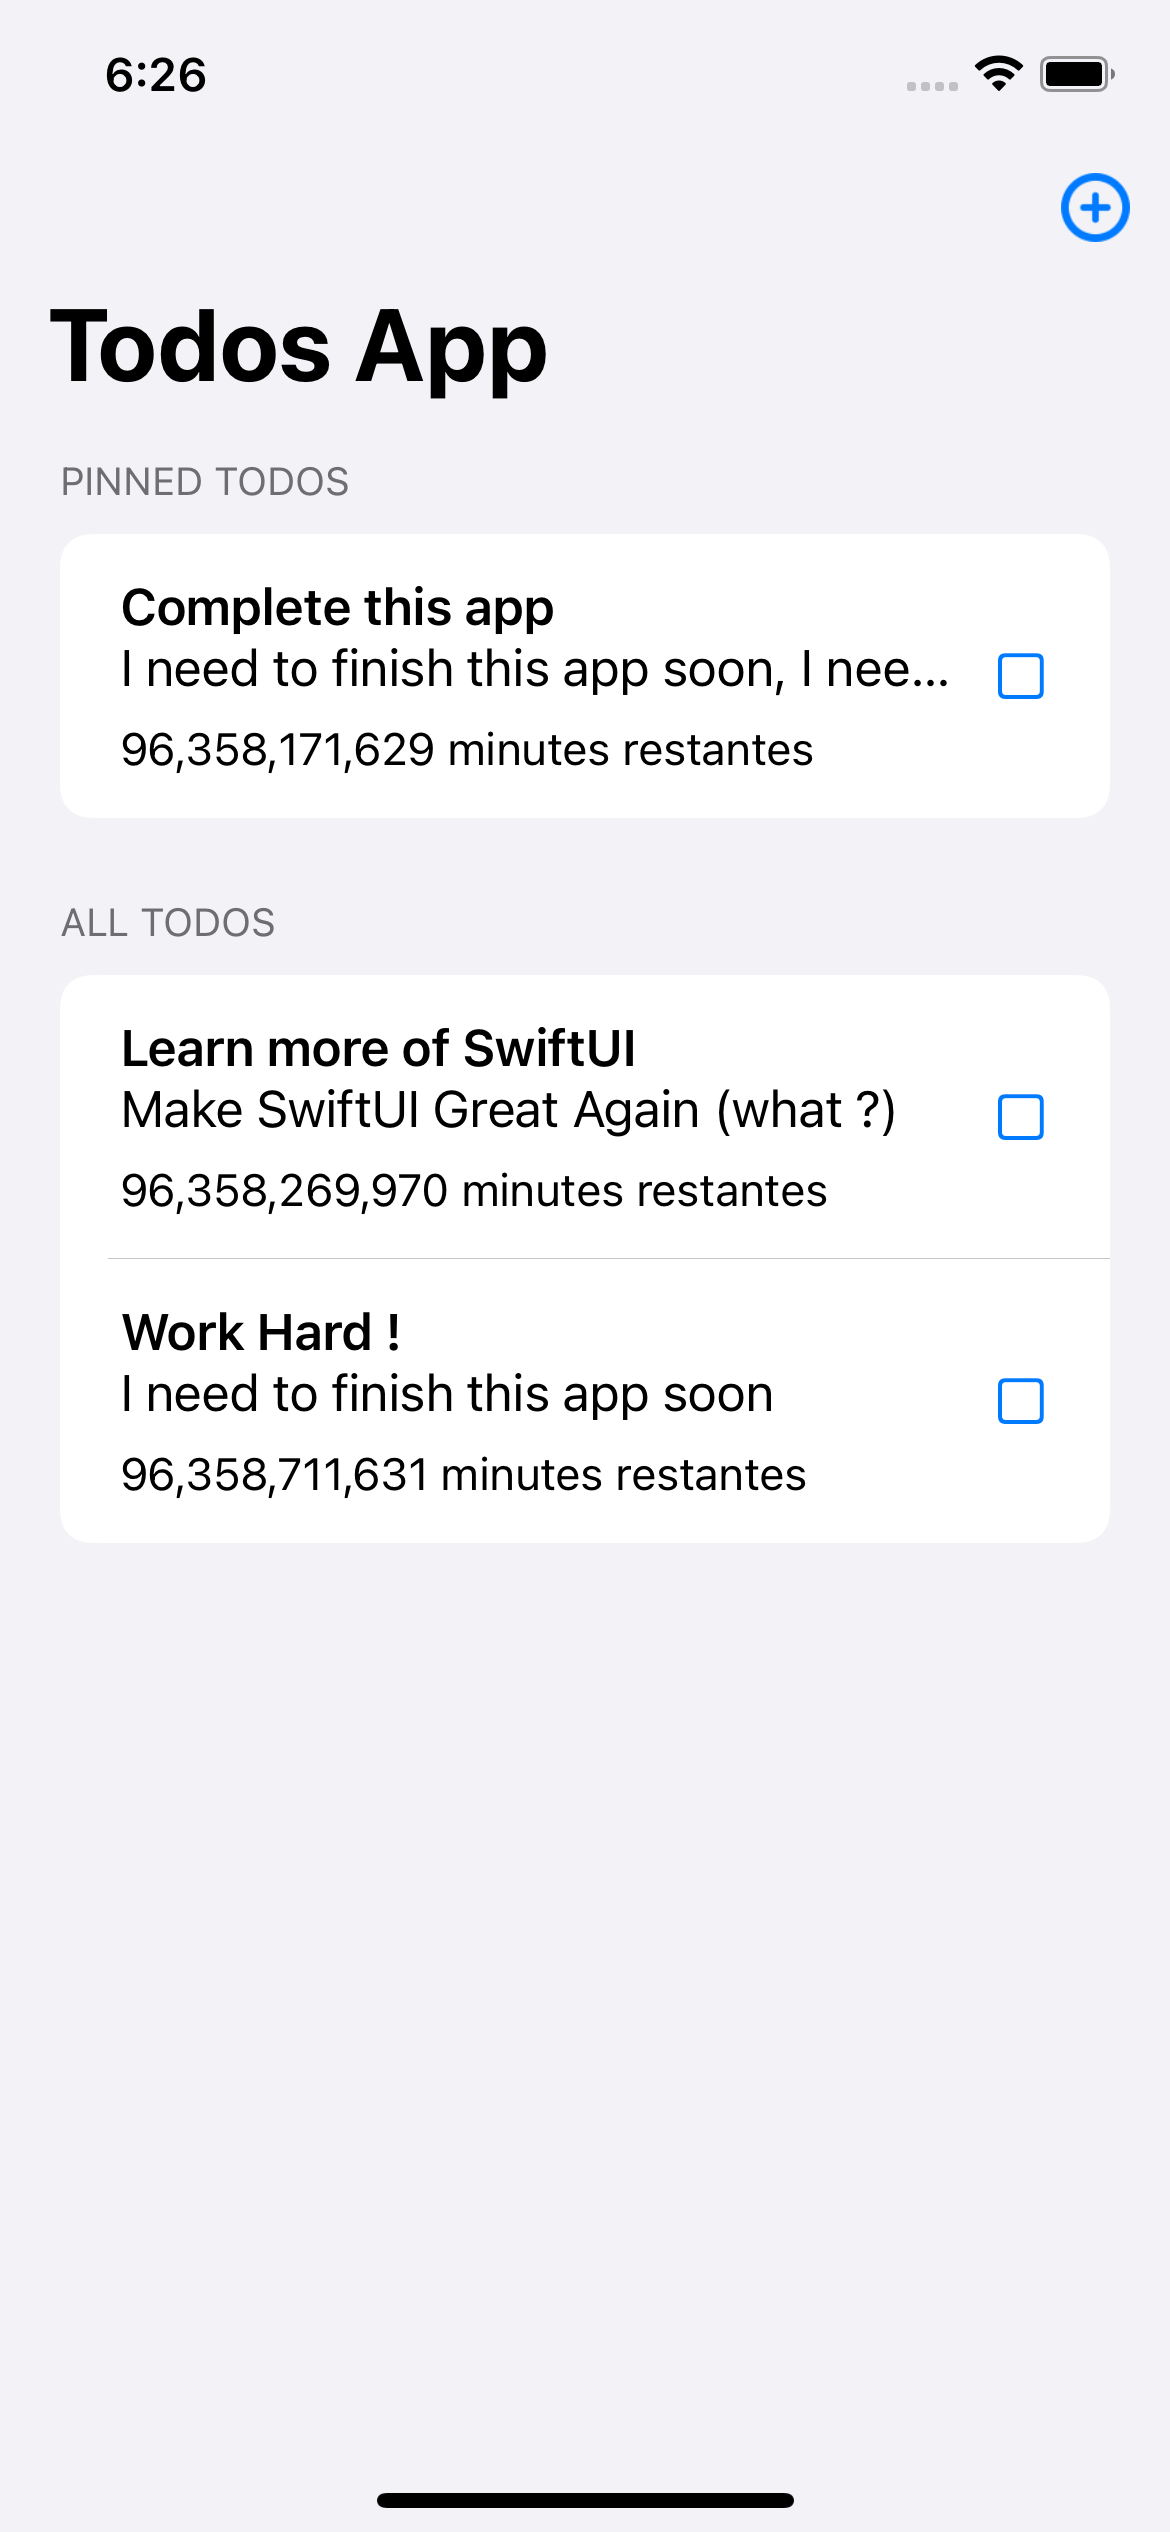 6:26
Todos App
PINNED TODOS
Complete this app
I need to finish this app soon, I nee...
96,358,171,629 minutes restantes
ALL TODOS
Learn more of SwiftUI
Make SwiftUI Great Again (what ?)
96,358,269,970 minutes restantes
Work Hard !
I need to finish this app soon
96,358,711,631 minutes restantes